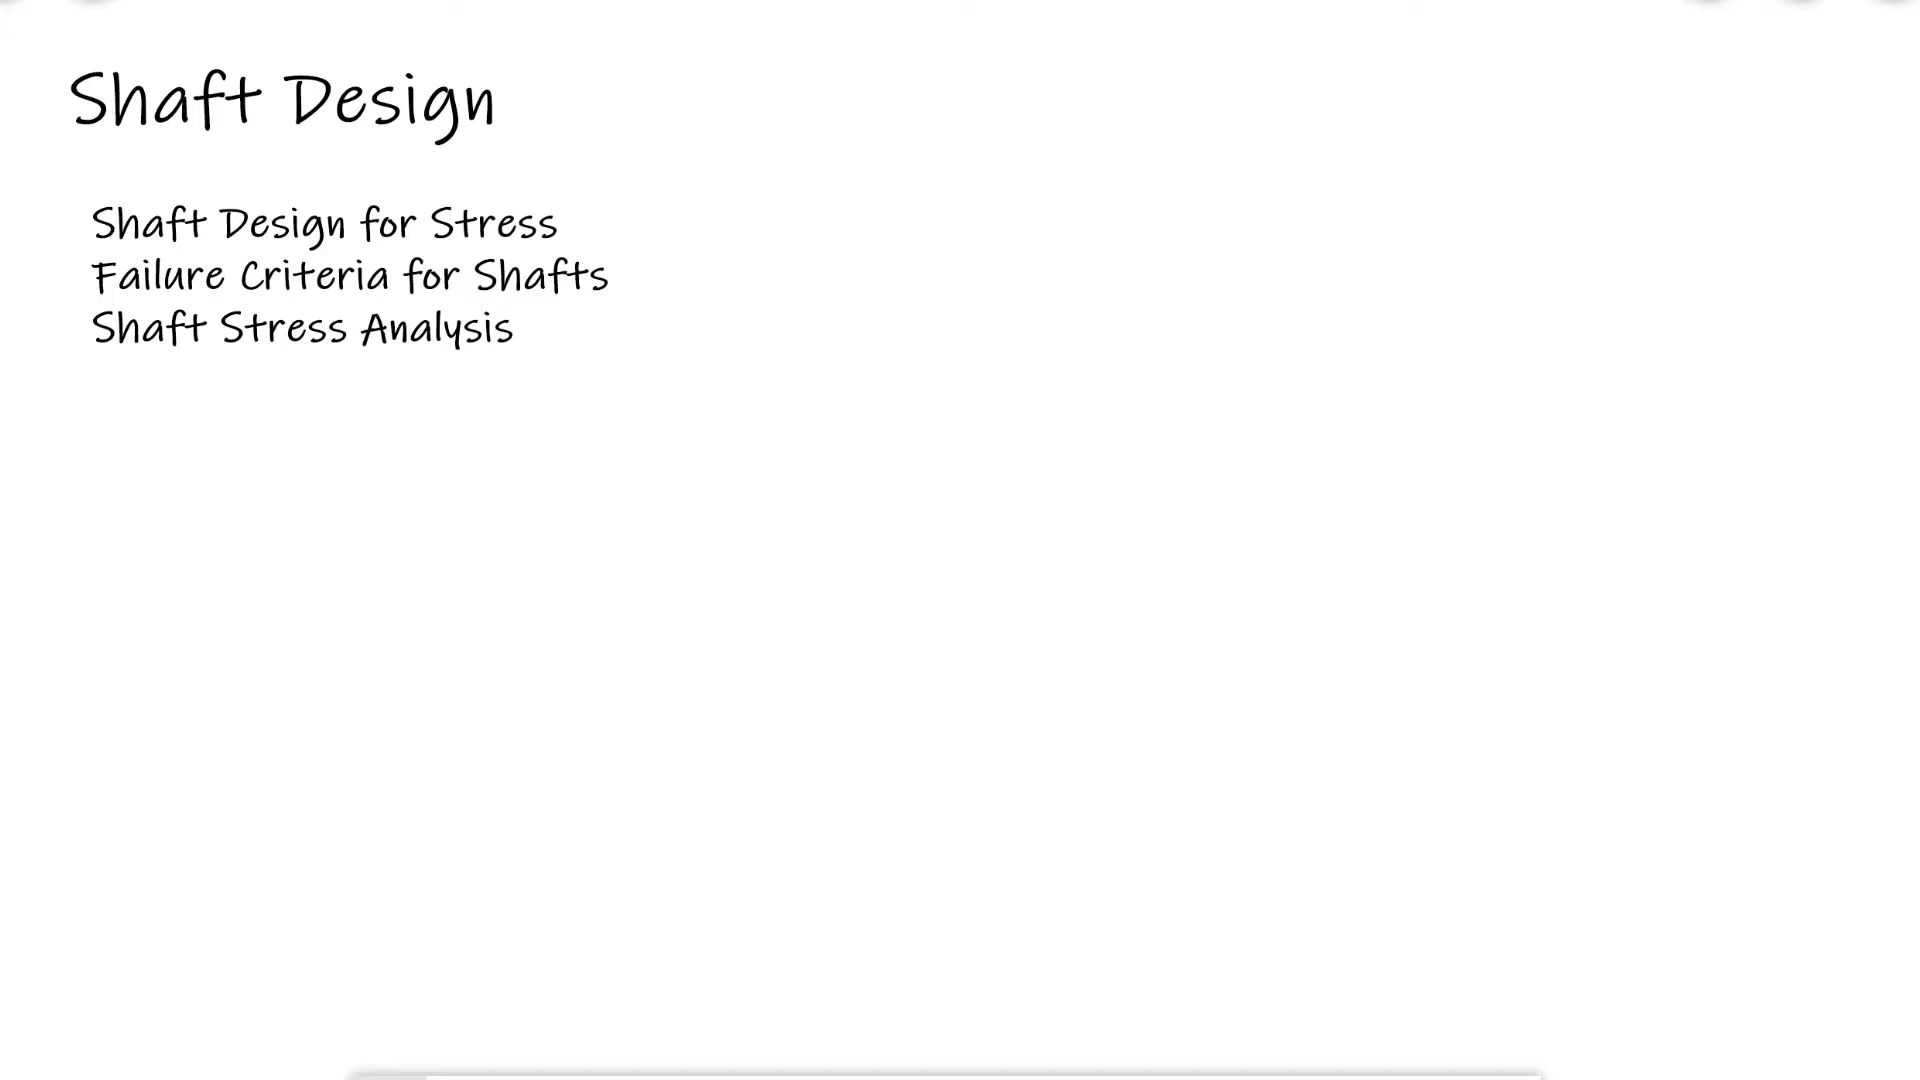 Shaft Design
Shaft Design for Stress
Failure Criteria for Shafts
Shaft Stress Analysis